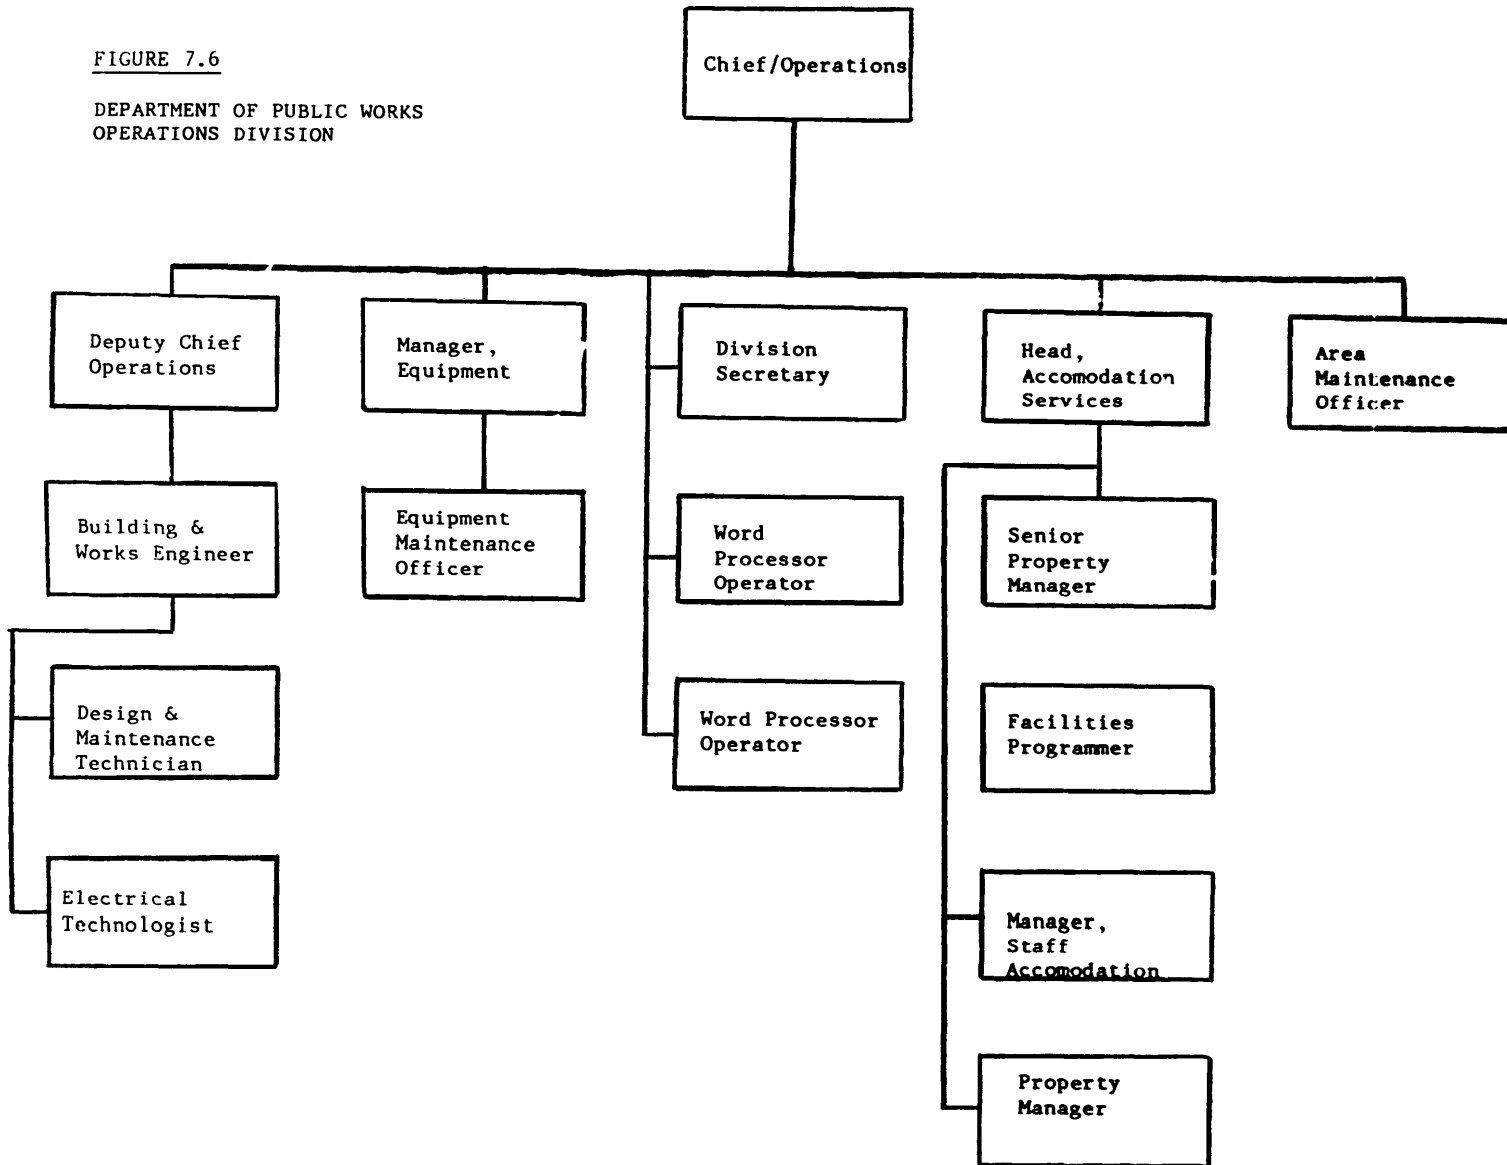 FIGURE 7.6
DEPARTMENT OF PUBLIC WORKS
OPERATIONS DIVISION
Chief/Operations
Deputy Chief
Operations
Manager,
Equipment
Division
Secretary
Head,
Accomodation
Services
Area
Maintenance
Officer
Building &
Works Engineer
Equipment
Maintenance
Officer
Word
Processor
Operator
Senior
Property
Manager
Design &
Maintenance
Technician
Word Processor
Operator
Facilities
Programmer
Electrical
Technologist
Manager,
Staff
Accomodation
Property
Manager